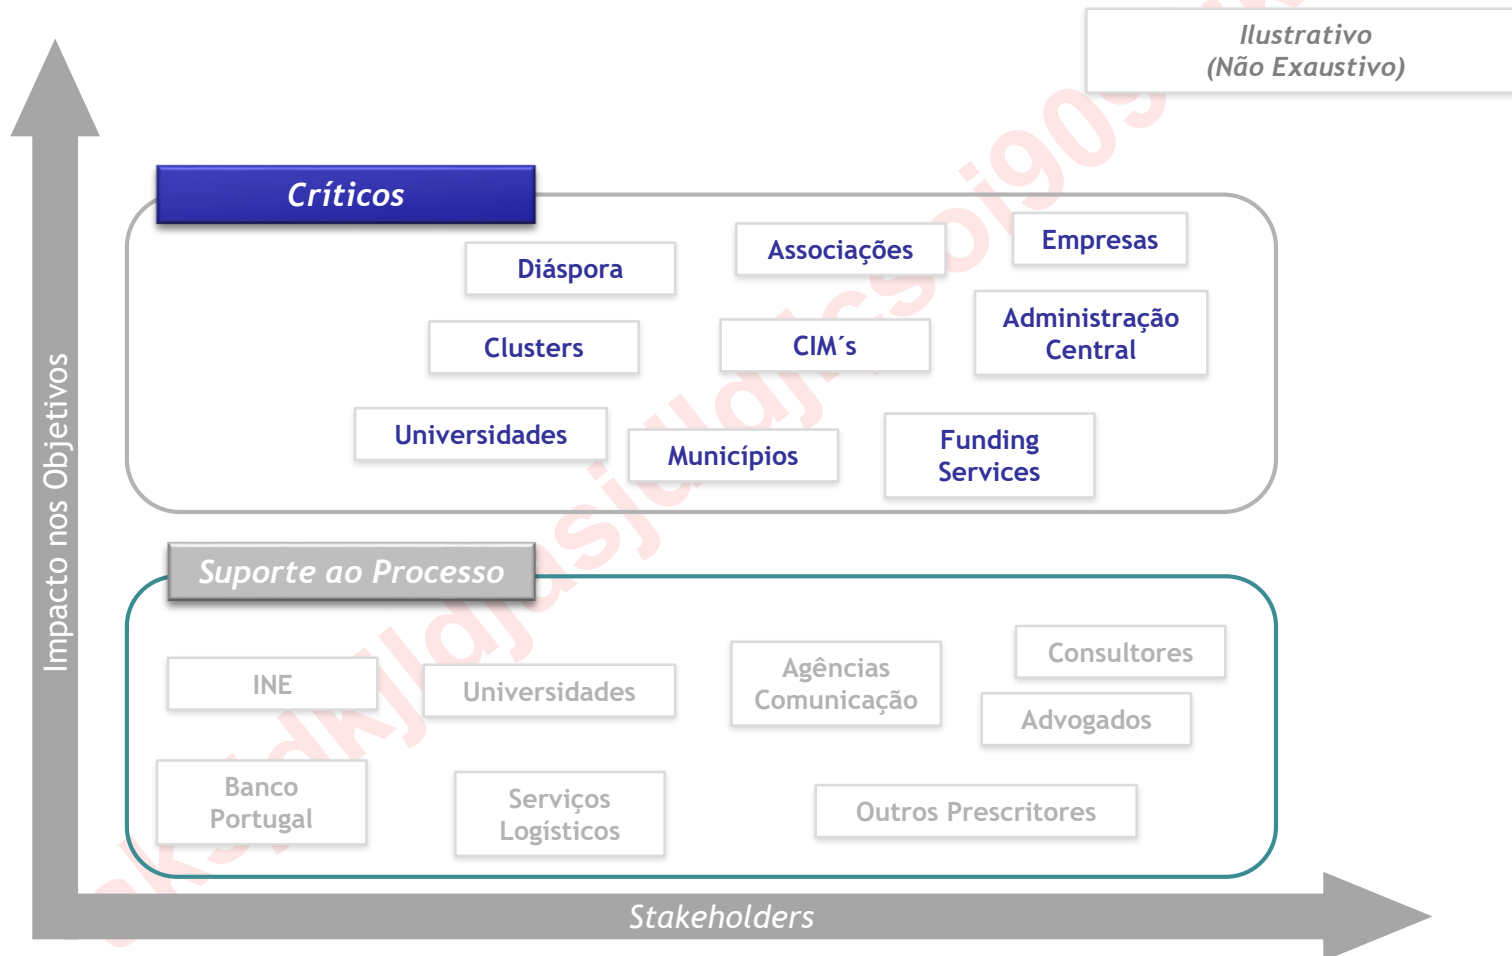 Ilustrativo
(Não Exaustivo)
Críticos
Diáspora
Associações
Empresas
Clusters
CIM´s
Administração
Central
Universidades
Municípios
Funding
Services
Impacto nos Objetivos
Suporte ao Processo
INE
Universidades
Agências
Comunicação
Consultores
Advogados
Banco
Portugal
Serviços
Logísticos
Outros Prescritores
Stakeholders